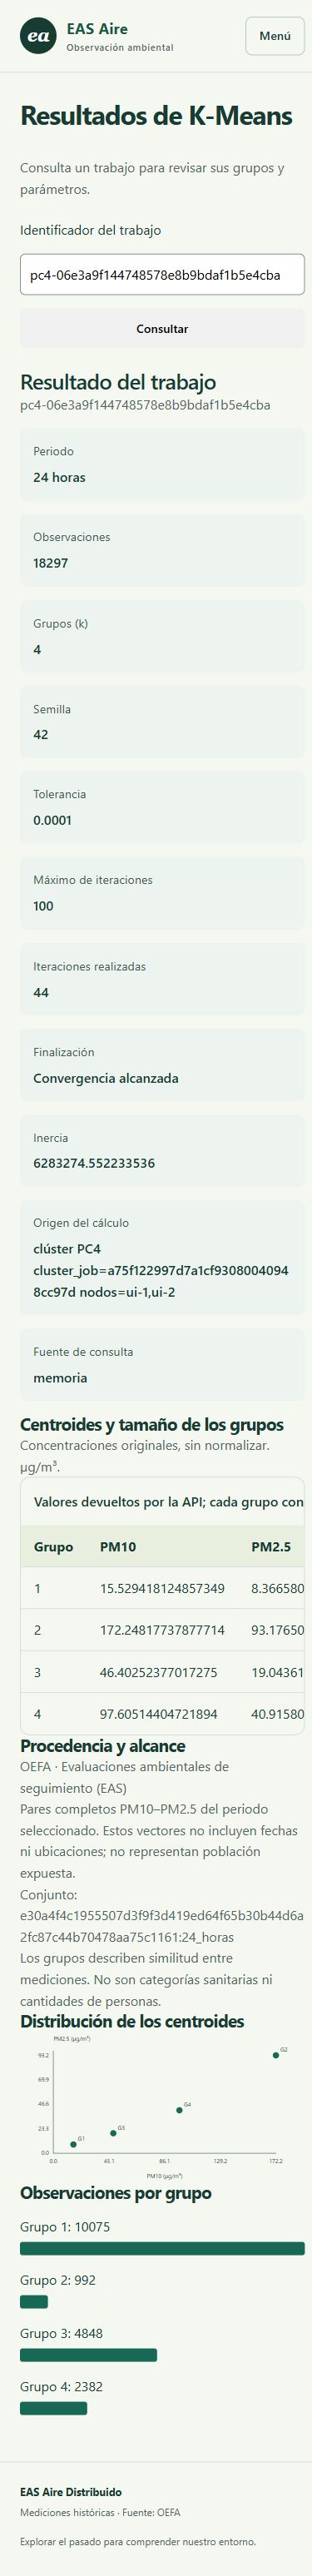 ea
EAS Aire
Observación ambiental
Menú
Resultados de K-Means
Consulta un trabajo para revisar sus grupos y
parámetros.
Identificador del trabajo
pc4-06e3a9f144748578e8b9bdaf1b5e4cba
Consultar
Resultado del trabajo
pc4-06e3a9f144748578e8b9bdaf1b5e4cba
Periodo
24 horas
Observaciones
18297
Grupos (k)
4
Semilla
42
Tolerancia
0.0001
Máximo de iteraciones
100
Iteraciones realizadas
44
Finalización
Convergencia alcanzada
Inercia
6283274.552233536
Origen del cálculo
clúster PC4
cluster_job=a75f122997d7a1cf9308004094
8cc97d nodos=ui-1,ui-2
Fuente de consulta
memoria
Centroides y tamaño de los grupos
Concentraciones originales, sin normalizar.
µg/m³.
Valores devueltos por la API; cada grupo con
Grupo PM10 PM2.5
1 15.529418124857349 8.366580
2 172.24817737877714 93.17650
3 46.40252377017275 19.04361
4 97.60514404721894 40.91580
Procedencia y alcance
OEFA · Evaluaciones ambientales de
seguimiento (EAS)
Pares completos PM10–PM2.5 del periodo
seleccionado. Estos vectores no incluyen fechas
ni ubicaciones; no representan población
expuesta.
Conjunto:
e30a4f4c1955507d3f9f3d419ed64f65b30b44d6a
2fc87c44b70478aa75c1161:24_horas
Los grupos describen similitud entre
mediciones. No son categorías sanitarias ni
cantidades de personas.
Distribución de los centroides
PM2.5 (µg/m³)
93.2
G2
69.9
46.6
G4
23.3
G3
G1
0.0
0.0 43.1 86.1 129.2 172.2
PM10 (µg/m³)
Observaciones por grupo
Grupo 1: 10075
Grupo 2: 992
Grupo 3: 4848
Grupo 4: 2382
EAS Aire Distribuido
Mediciones históricas · Fuente: OEFA
Explorar el pasado para comprender nuestro entorno.